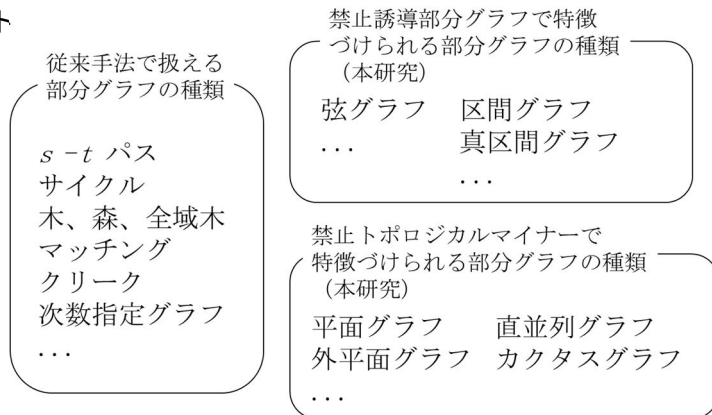 従来手法で扱える
部分グラフの種類
s -t パス
サイクル
木、森、全域木
マッチング
クリーク
次数指定グラフ
...
禁止誘導部分グラフで特徴
づけられる部分グラフの種類
（本研究）
弦グラフ 区間グラフ
... 真区間グラフ
...
禁止トポロジカルマイナーで
特徴づけられる部分グラフの種類
（本研究）
平面グラフ 直並列グラフ
外平面グラフ カクタスグラフ
...